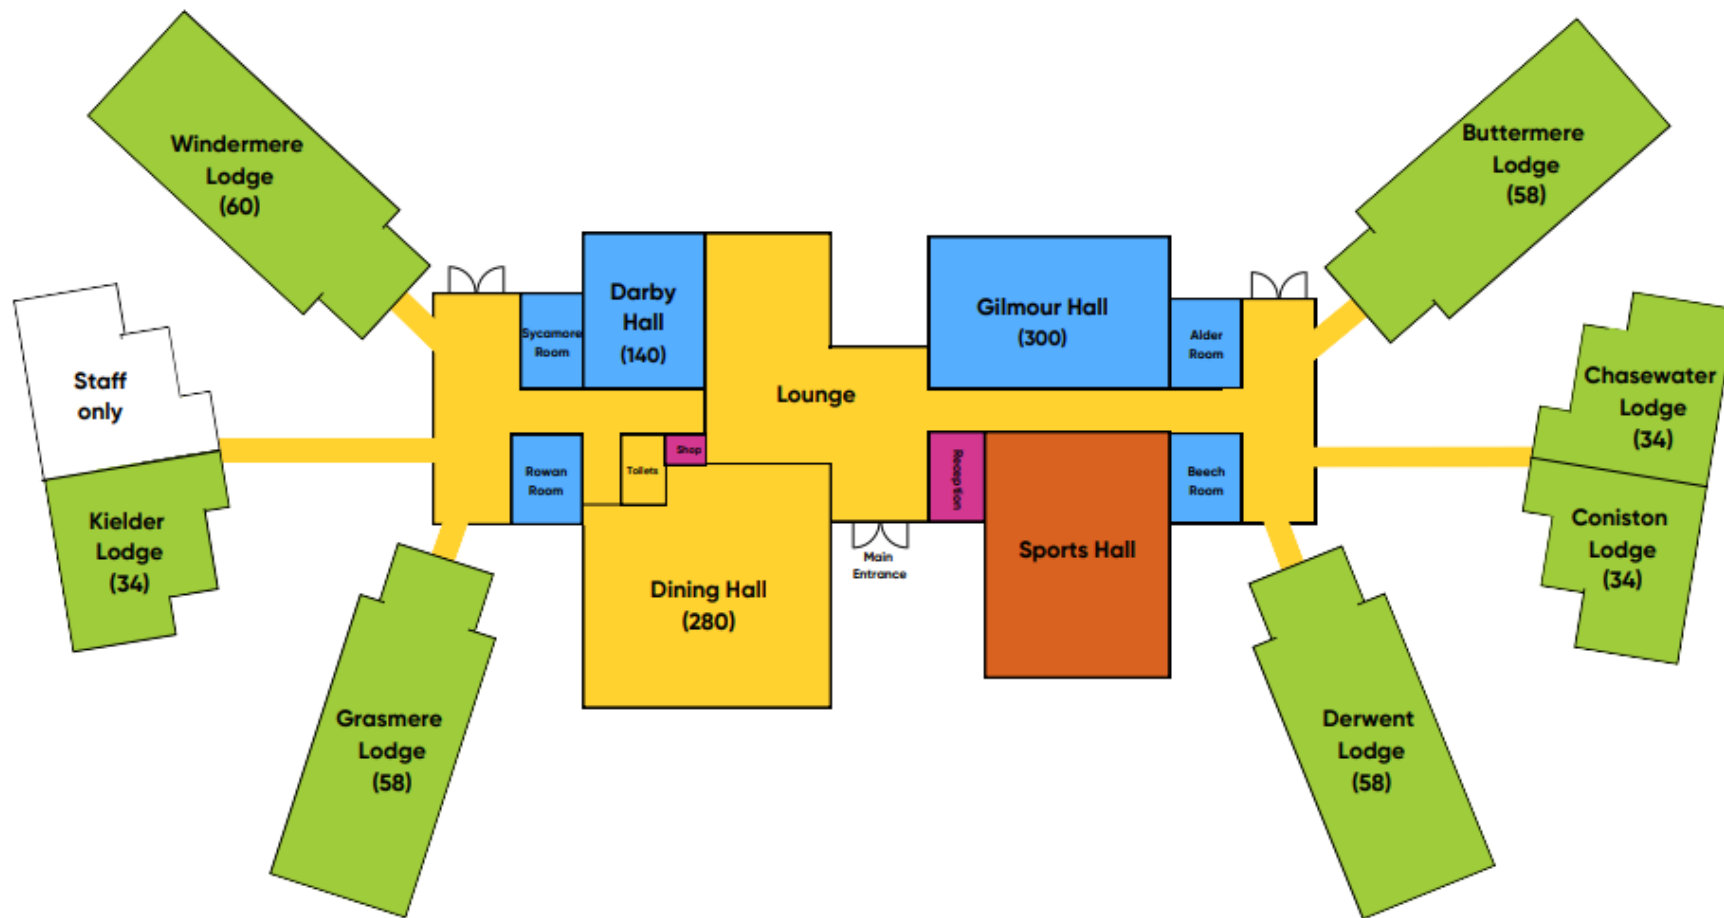 Windermere
Lodge
(60)
Buttermere
Lodge
(58)
Staff
only
Kielder
Lodge
(34)
Grasmere
Lodge
(58)
Sycamore
Room
Darby
Hall
(140)
Rowan
Room
Toilets
Shop
Lounge
Dining Hall
(280)
Main
Entrance
Gilmour Hall
(300)
Alder
Room
Reception
Sports Hall
Beech
Room
Chasewater
Lodge
(34)
Coniston
Lodge
(34)
Derwent
Lodge
(58)